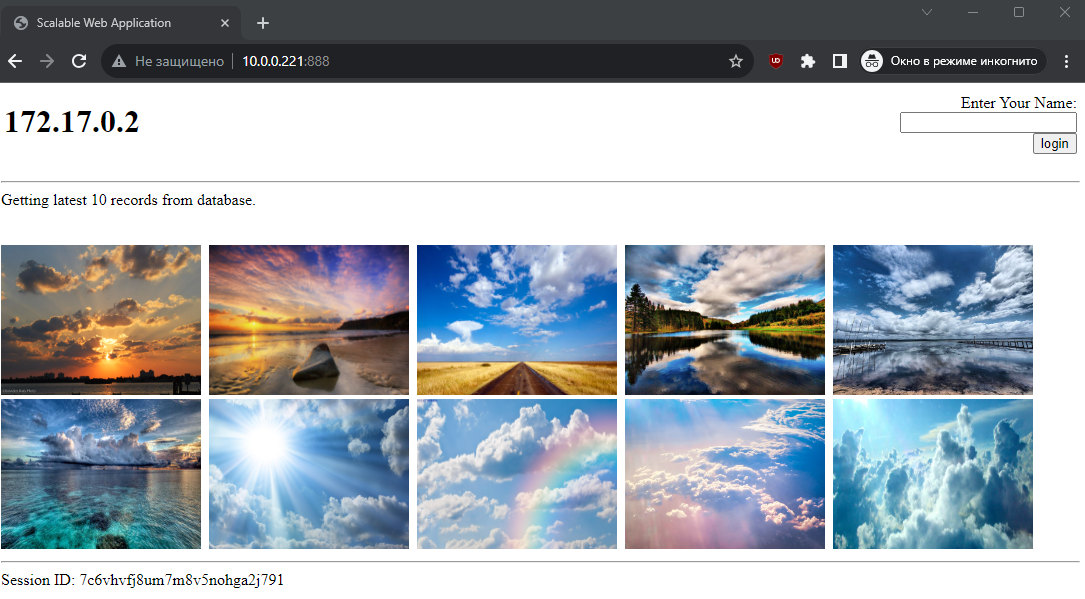 Scalable Web Application
Не защищено
10.0.0.221:888
Окно в режиме инкогнито
172.17.0.2
Enter Your Name:
login
Getting latest 10 records from database.
Session ID: 7c6vhvfj8um7m8v5nohga2j791